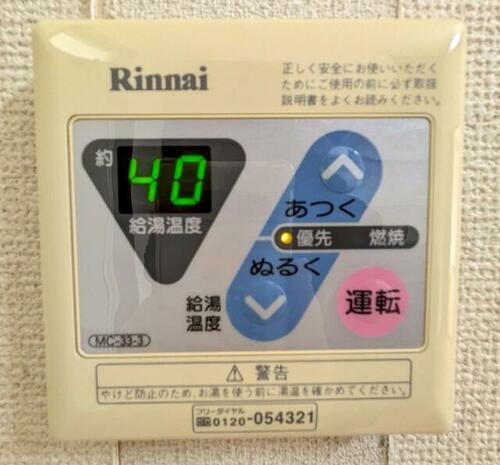 Rinnai
正しく安全にお使いいただく
ためにご使用の前に必ず取扱
説明書をよくお読みください。
約
40
給湯温度
あつく
優先 燃焼
ぬるく
給湯
温度
運転
MC-33-3
⚠ 警告
やけど防止のため、お湯を使う前に湯温を確かめてください。
フリーダイヤル
0120-054321